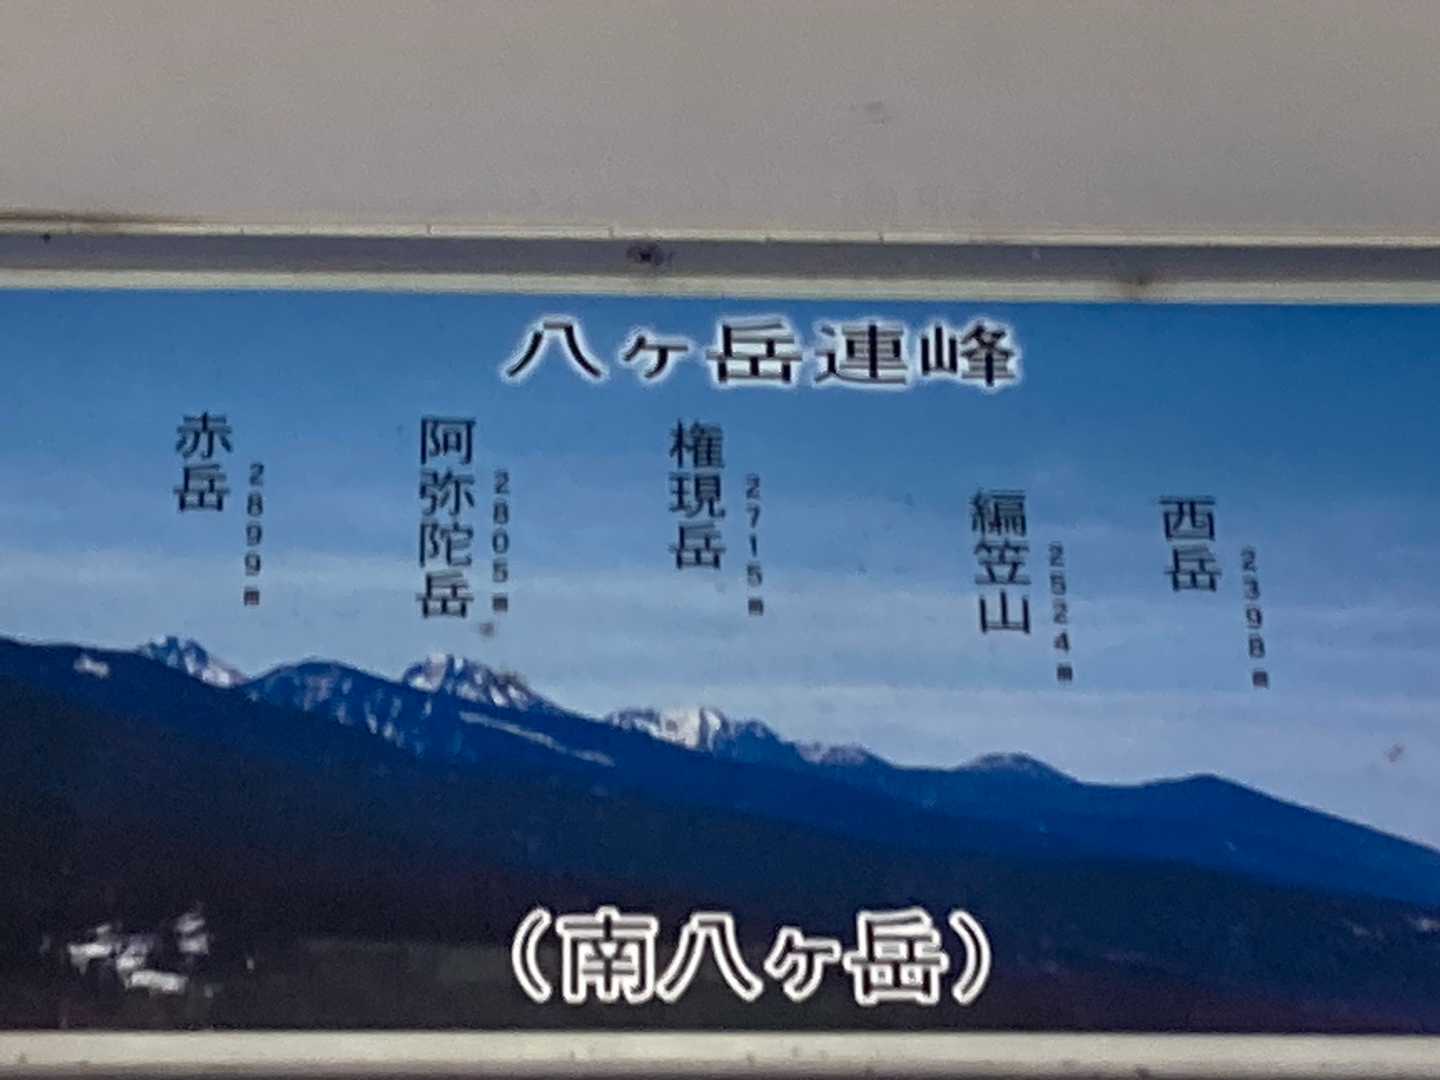 八ヶ岳連峰
赤岳
2899m
阿弥陀岳
2805m
権現岳
2715m
編笠山
2524m
西岳
2398m
(南八ヶ岳)